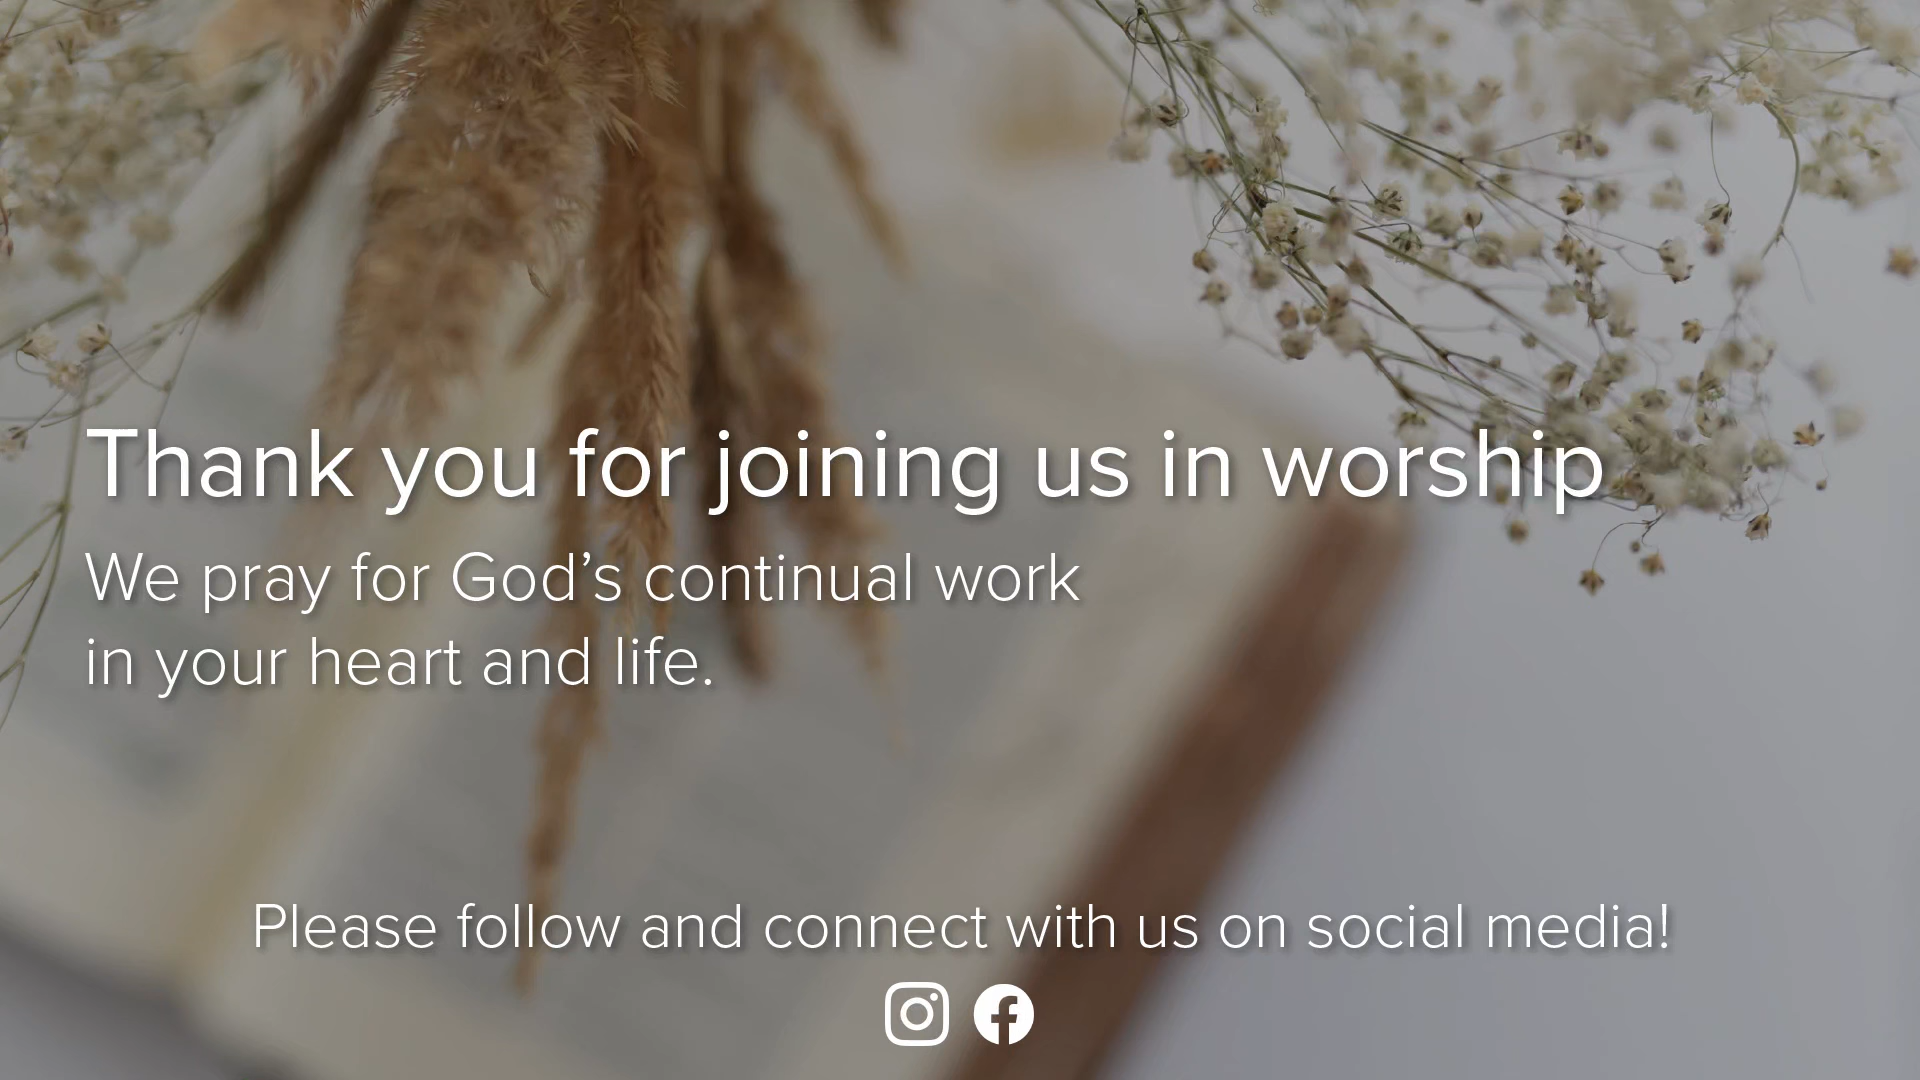 Thank you for joining us in worship
We pray for God’s continual work
in your heart and life.
Please follow and connect with us on social media!